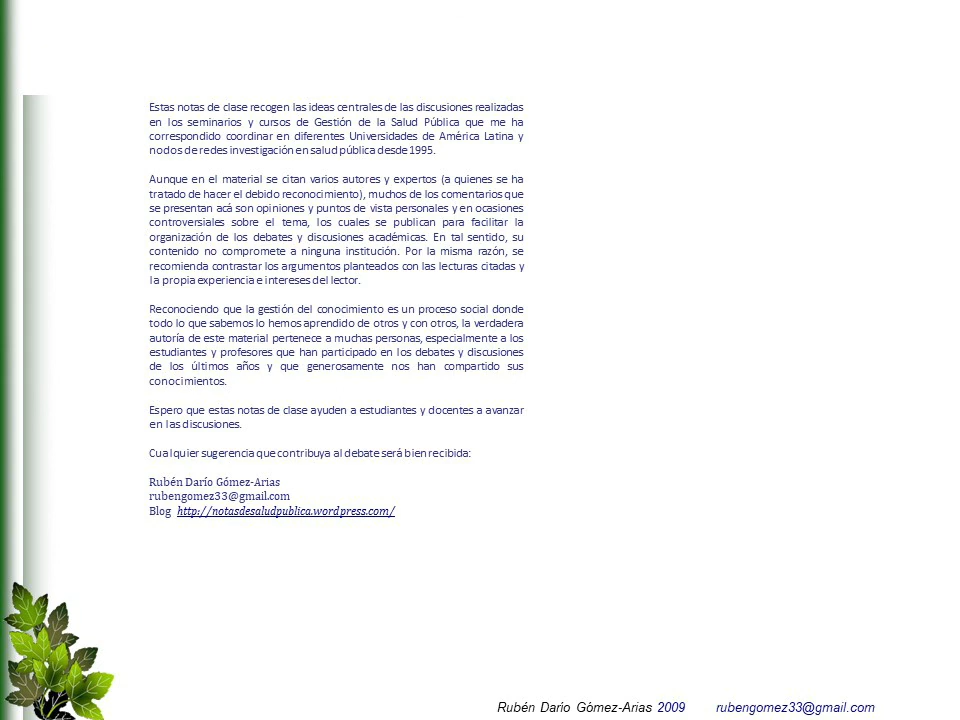 Estas notas de clase recogen las ideas centrales de las discusiones realizadas
en los seminarios y cursos de Gestión de la Salud Pública que me ha
correspondido coordinar en diferentes Universidades de América Latina y
nodos de redes investigación en salud pública desde 1995.
Aunque en el material se citan varios autores y expertos (a quienes se ha
tratado de hacer el debido reconocimiento), muchos de los comentarios que
se presentan acá son opiniones y puntos de vista personales y en ocasiones
controversiales sobre el tema, los cuales se publican para facilitar la
organización de los debates y discusiones académicas. En tal sentido, su
contenido no compromete a ninguna institución. Por la misma razón, se
recomienda contrastar los argumentos planteados con las lecturas citadas y
la propia experiencia e intereses del lector.
Reconociendo que la gestión del conocimiento es un proceso social donde
todo lo que sabemos lo hemos aprendido de otros y con otros, la verdadera
autoría de este material pertenece a muchas personas, especialmente a los
estudiantes y profesores que han participado en los debates y discusiones
de los últimos años y que generosamente nos han compartido sus
conocimientos.
Espero que estas notas de clase ayuden a estudiantes y docentes a avanzar
en las discusiones.
Cualquier sugerencia que contribuya al debate será bien recibida:
Rubén Darío Gómez-Arias
rubengomez33@gmail.com
Blog http://notasdesaludpublica.wordpress.com/
Rubén Darío Gómez-Arias 2009 rubengomez33@gmail.com